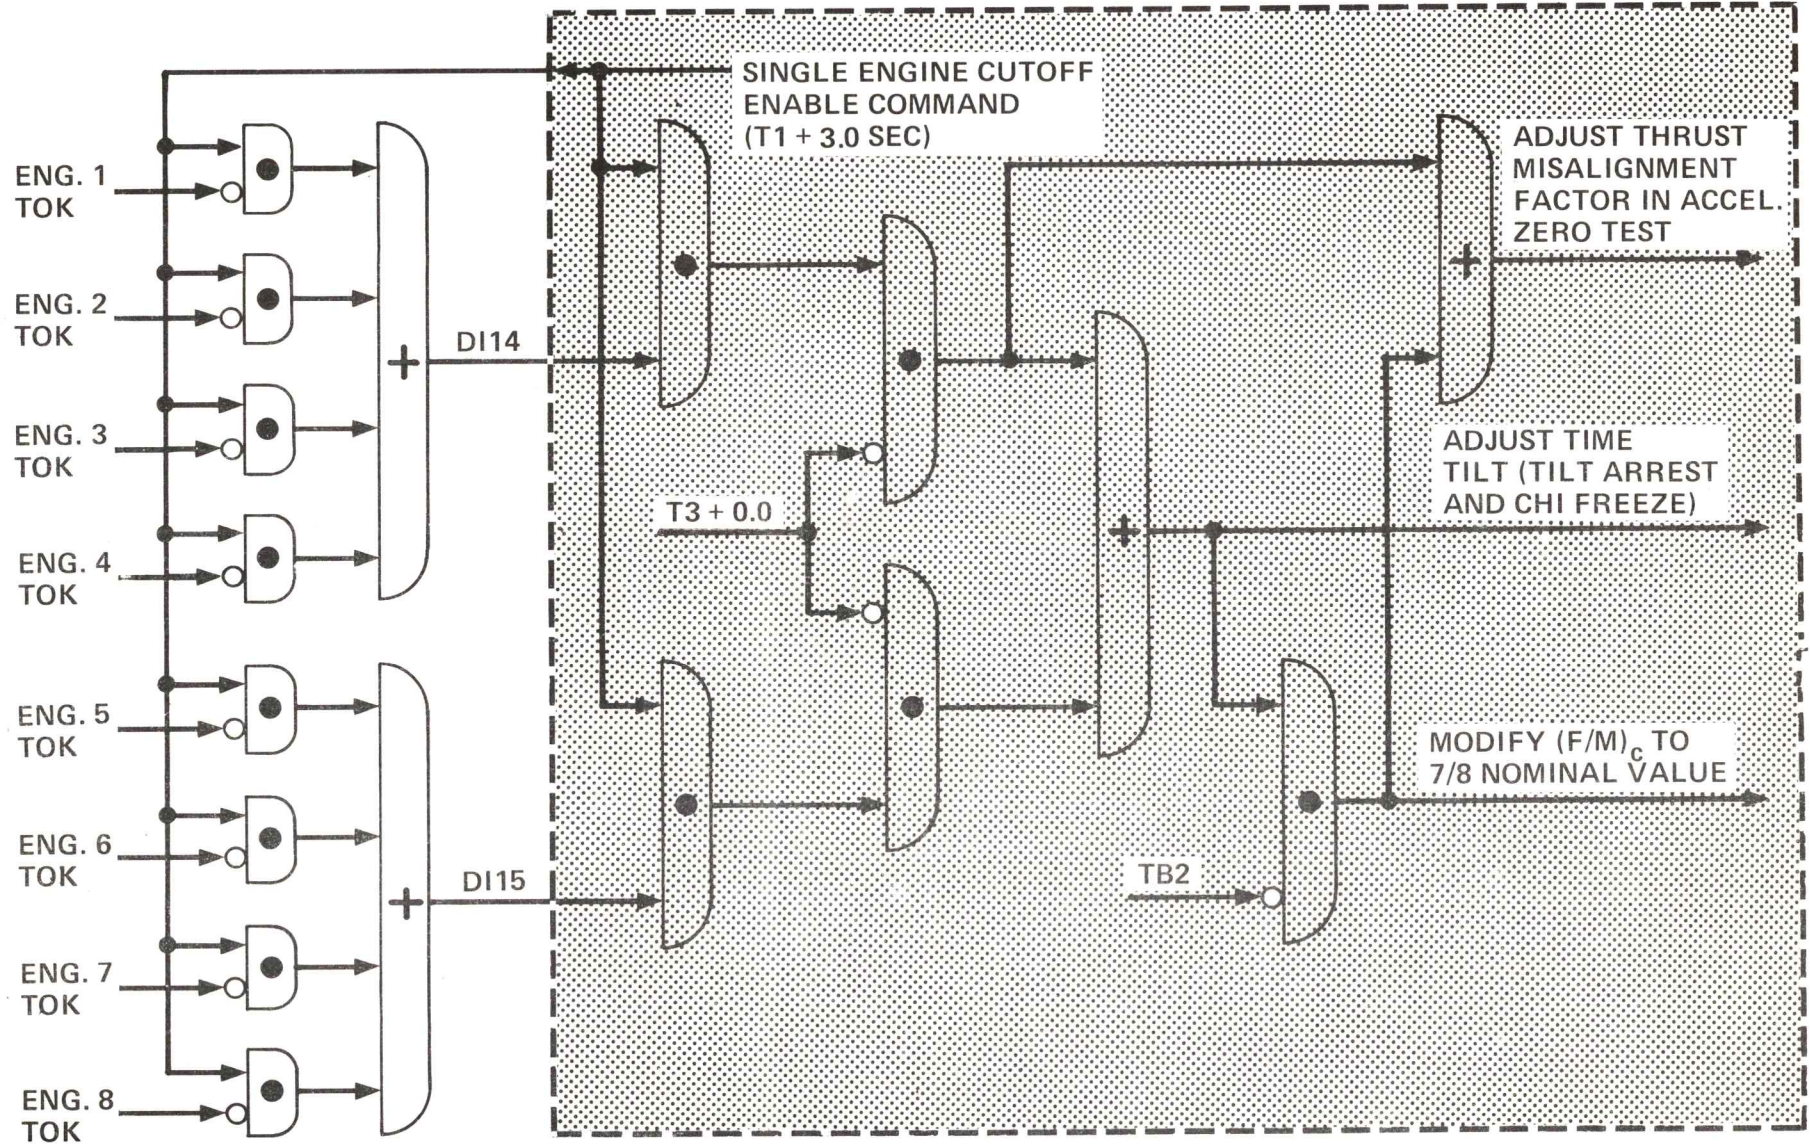 SINGLE ENGINE CUTOFF
ENABLE COMMAND
(T1 + 3.0 SEC)
ADJUST THRUST
MISALIGNMENT
FACTOR IN ACCEL.
ZERO TEST
ENG. 1
TOK
ENG. 2
TOK
DI14
ENG. 3
TOK
ADJUST TIME
TILT (TILT ARREST
AND CHI FREEZE)
T3 + 0.0
ENG. 4
TOK
ENG. 5
TOK
MODIFY (F/M)c TO
7/8 NOMINAL VALUE
ENG. 6
TOK
DI15
TB2
ENG. 7
TOK
ENG. 8
TOK